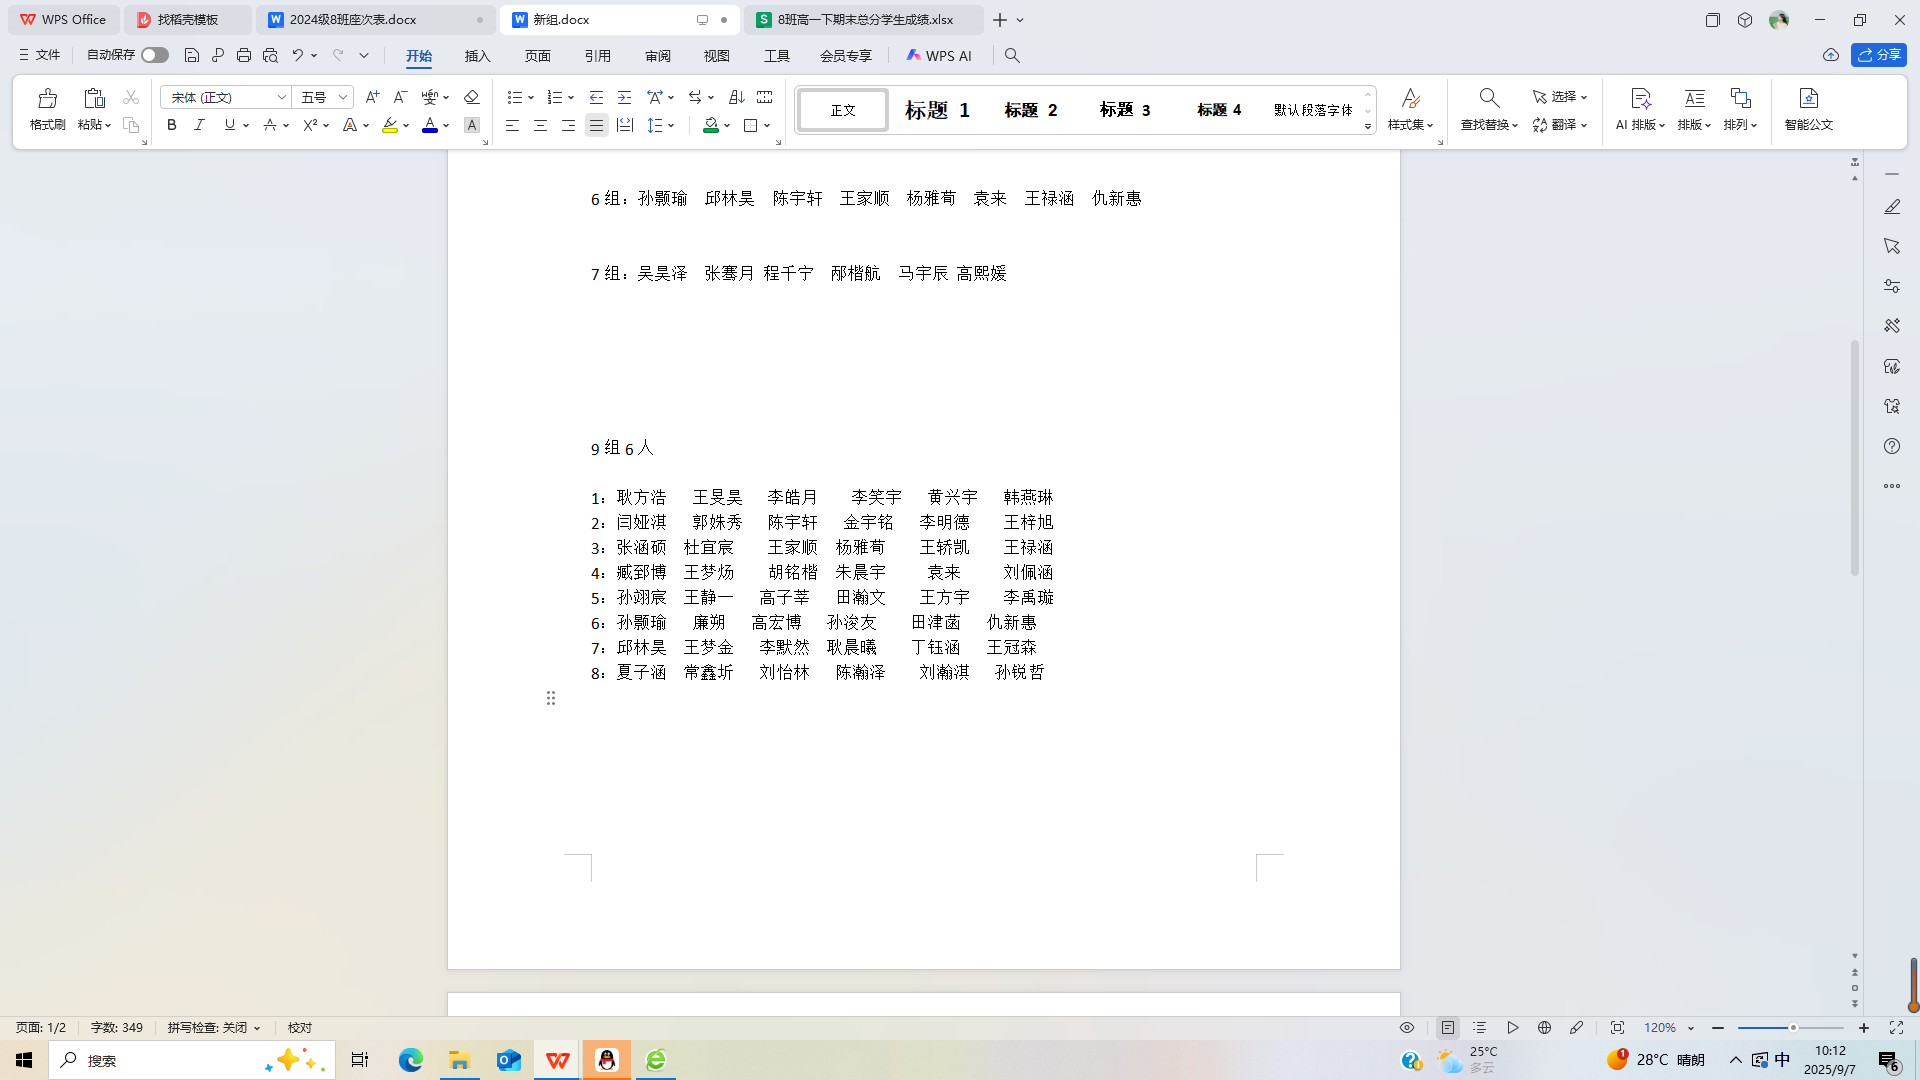 WPS Office 找稻壳模板 2024级8班座次表.docx 新组.docx 8班高一下期末总分学生成绩.xlsx
文件 自动保存 开始 插入 页面 引用 审阅 视图 工具 会员专享 WPS AI 分享
宋体 (正文) 五号 正文 标题 1 标题 2 标题 3 标题 4 默认段落字体 选择
格式刷 粘贴 样式集 查找替换 翻译 AI 排版 排版 排列 智能公文
6 组：孙颢瑜 邱林昊 陈宇轩 王家顺 杨雅荀 袁来 王禄涵 仇新惠
7 组：吴昊泽 张骞月 程千宁 邴楷航 马宇辰 高熙媛
9 组 6 人
1：耿方浩 王旻昊 李皓月 李笑宇 黄兴宇 韩燕琳
2：闫娅淇 郭姝秀 陈宇轩 金宇铭 李明德 王梓旭
3：张涵硕 杜宜宸 王家顺 杨雅荀 王轿凯 王禄涵
4：臧郅博 王梦炀 胡铭楷 朱晨宇 袁来 刘佩涵
5：孙翊宸 王静一 高子莘 田瀚文 王方宇 李禹璇
6：孙颢瑜 廉朔 高宏博 孙浚友 田津菡 仇新惠
7：邱林昊 王梦金 李默然 耿晨曦 丁钰涵 王冠森
8：夏子涵 常鑫圻 刘怡林 陈瀚泽 刘瀚淇 孙锐哲
页面: 1/2 字数: 349 拼写检查: 关闭 校对 120%
搜索 25°C 多云 28°C 晴朗 中 10:12 2025/9/7 6